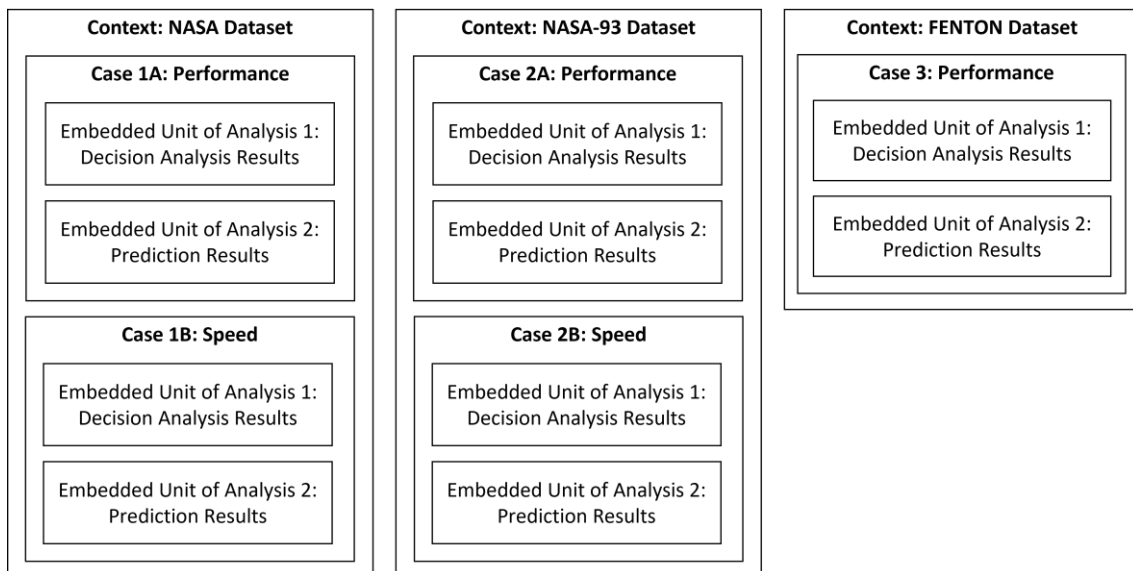 Context: NASA Dataset
Case 1A: Performance
Embedded Unit of Analysis 1:
Decision Analysis Results
Embedded Unit of Analysis 2:
Prediction Results
Case 1B: Speed
Embedded Unit of Analysis 1:
Decision Analysis Results
Embedded Unit of Analysis 2:
Prediction Results
Context: NASA-93 Dataset
Case 2A: Performance
Embedded Unit of Analysis 1:
Decision Analysis Results
Embedded Unit of Analysis 2:
Prediction Results
Case 2B: Speed
Embedded Unit of Analysis 1:
Decision Analysis Results
Embedded Unit of Analysis 2:
Prediction Results
Context: FENTON Dataset
Case 3: Performance
Embedded Unit of Analysis 1:
Decision Analysis Results
Embedded Unit of Analysis 2:
Prediction Results